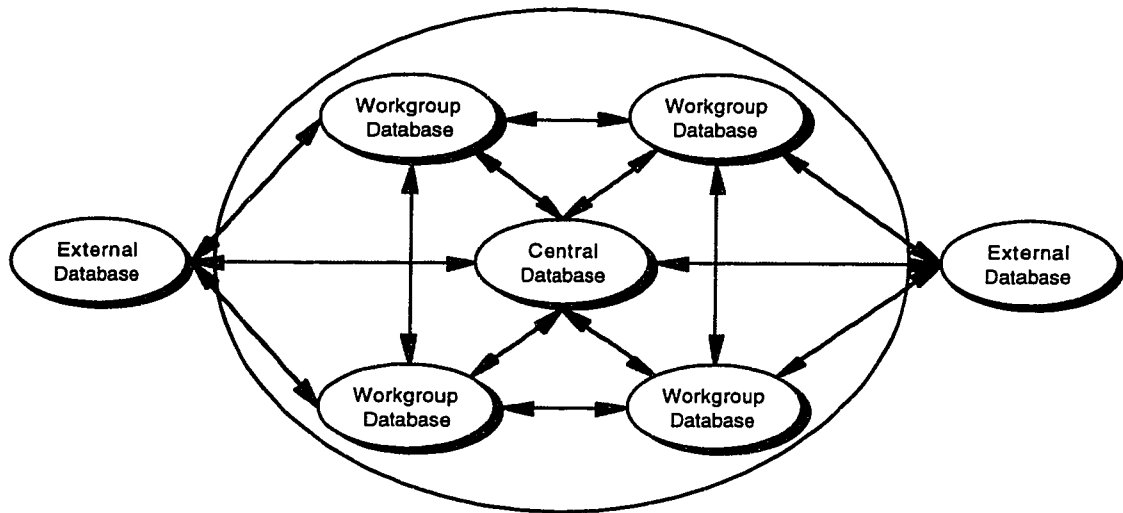 Workgroup
Database
Workgroup
Database
External
Database
Central
Database
External
Database
Workgroup
Database
Workgroup
Database